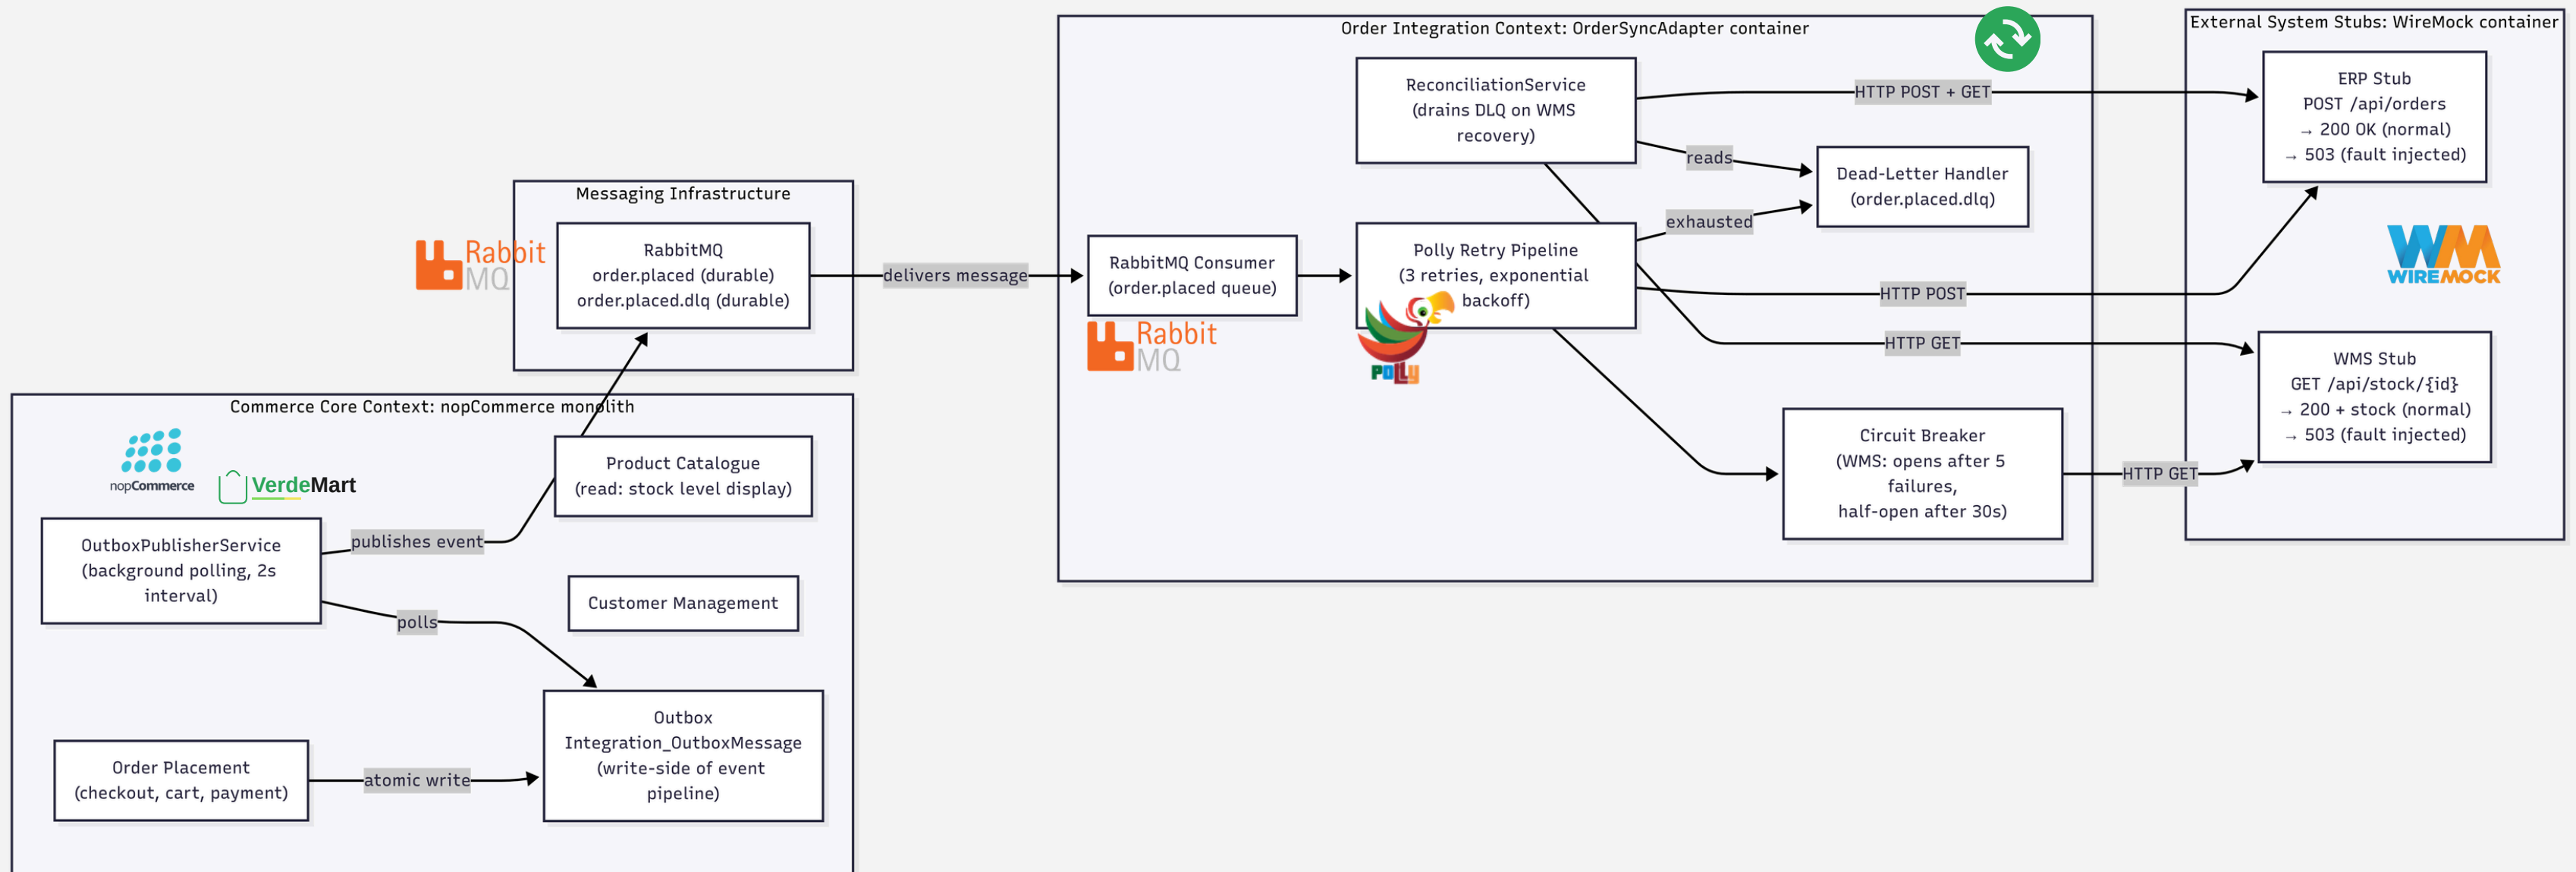 Order Integration Context: OrderSyncAdapter container
External System Stubs: WireMock container
ReconciliationService
(drains DLQ on WMS
recovery)
HTTP POST + GET
ERP Stub
POST /api/orders
→ 200 OK (normal)
→ 503 (fault injected)
reads
Dead-Letter Handler
(order.placed.dlq)
Messaging Infrastructure
Rabbit
MQ
RabbitMQ
order.placed (durable)
order.placed.dlq (durable)
delivers message
RabbitMQ Consumer
(order.placed queue)
Rabbit
MQ
exhausted
Polly Retry Pipeline
(3 retries, exponential
backoff)
POLLY
HTTP POST
WM
WIREMOCK
HTTP GET
WMS Stub
GET /api/stock/{id}
→ 200 + stock (normal)
→ 503 (fault injected)
Circuit Breaker
(WMS: opens after 5
failures,
half-open after 30s)
HTTP GET
Commerce Core Context: nopCommerce monolith
nopCommerce
VerdeMart
Product Catalogue
(read: stock level display)
OutboxPublisherService
(background polling, 2s
interval)
publishes event
polls
Customer Management
Order Placement
(checkout, cart, payment)
atomic write
Outbox
Integration_OutboxMessage
(write-side of event
pipeline)